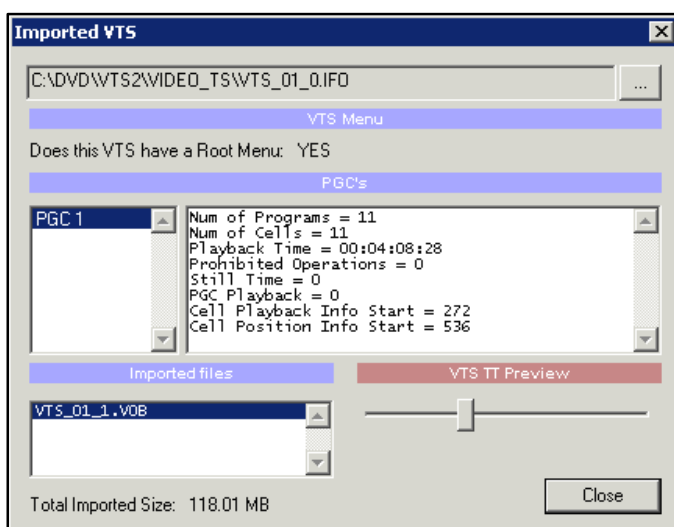 Imported VTS
C:\DVD\VTS2\VIDEO_TS\VTS_01_0.IFO
...
VTS Menu
Does this VTS have a Root Menu: YES
PGC's
PGC 1
Num of Programs = 11
Num of Cells = 11
Playback Time = 00:04:08:28
Prohibited Operations = 0
Still Time = 0
PGC Playback = 0
Cell Playback Info Start = 272
Cell Position Info Start = 536
Imported files
VTS TT Preview
VTS_01_1.VOB
Total Imported Size: 118.01 MB
Close